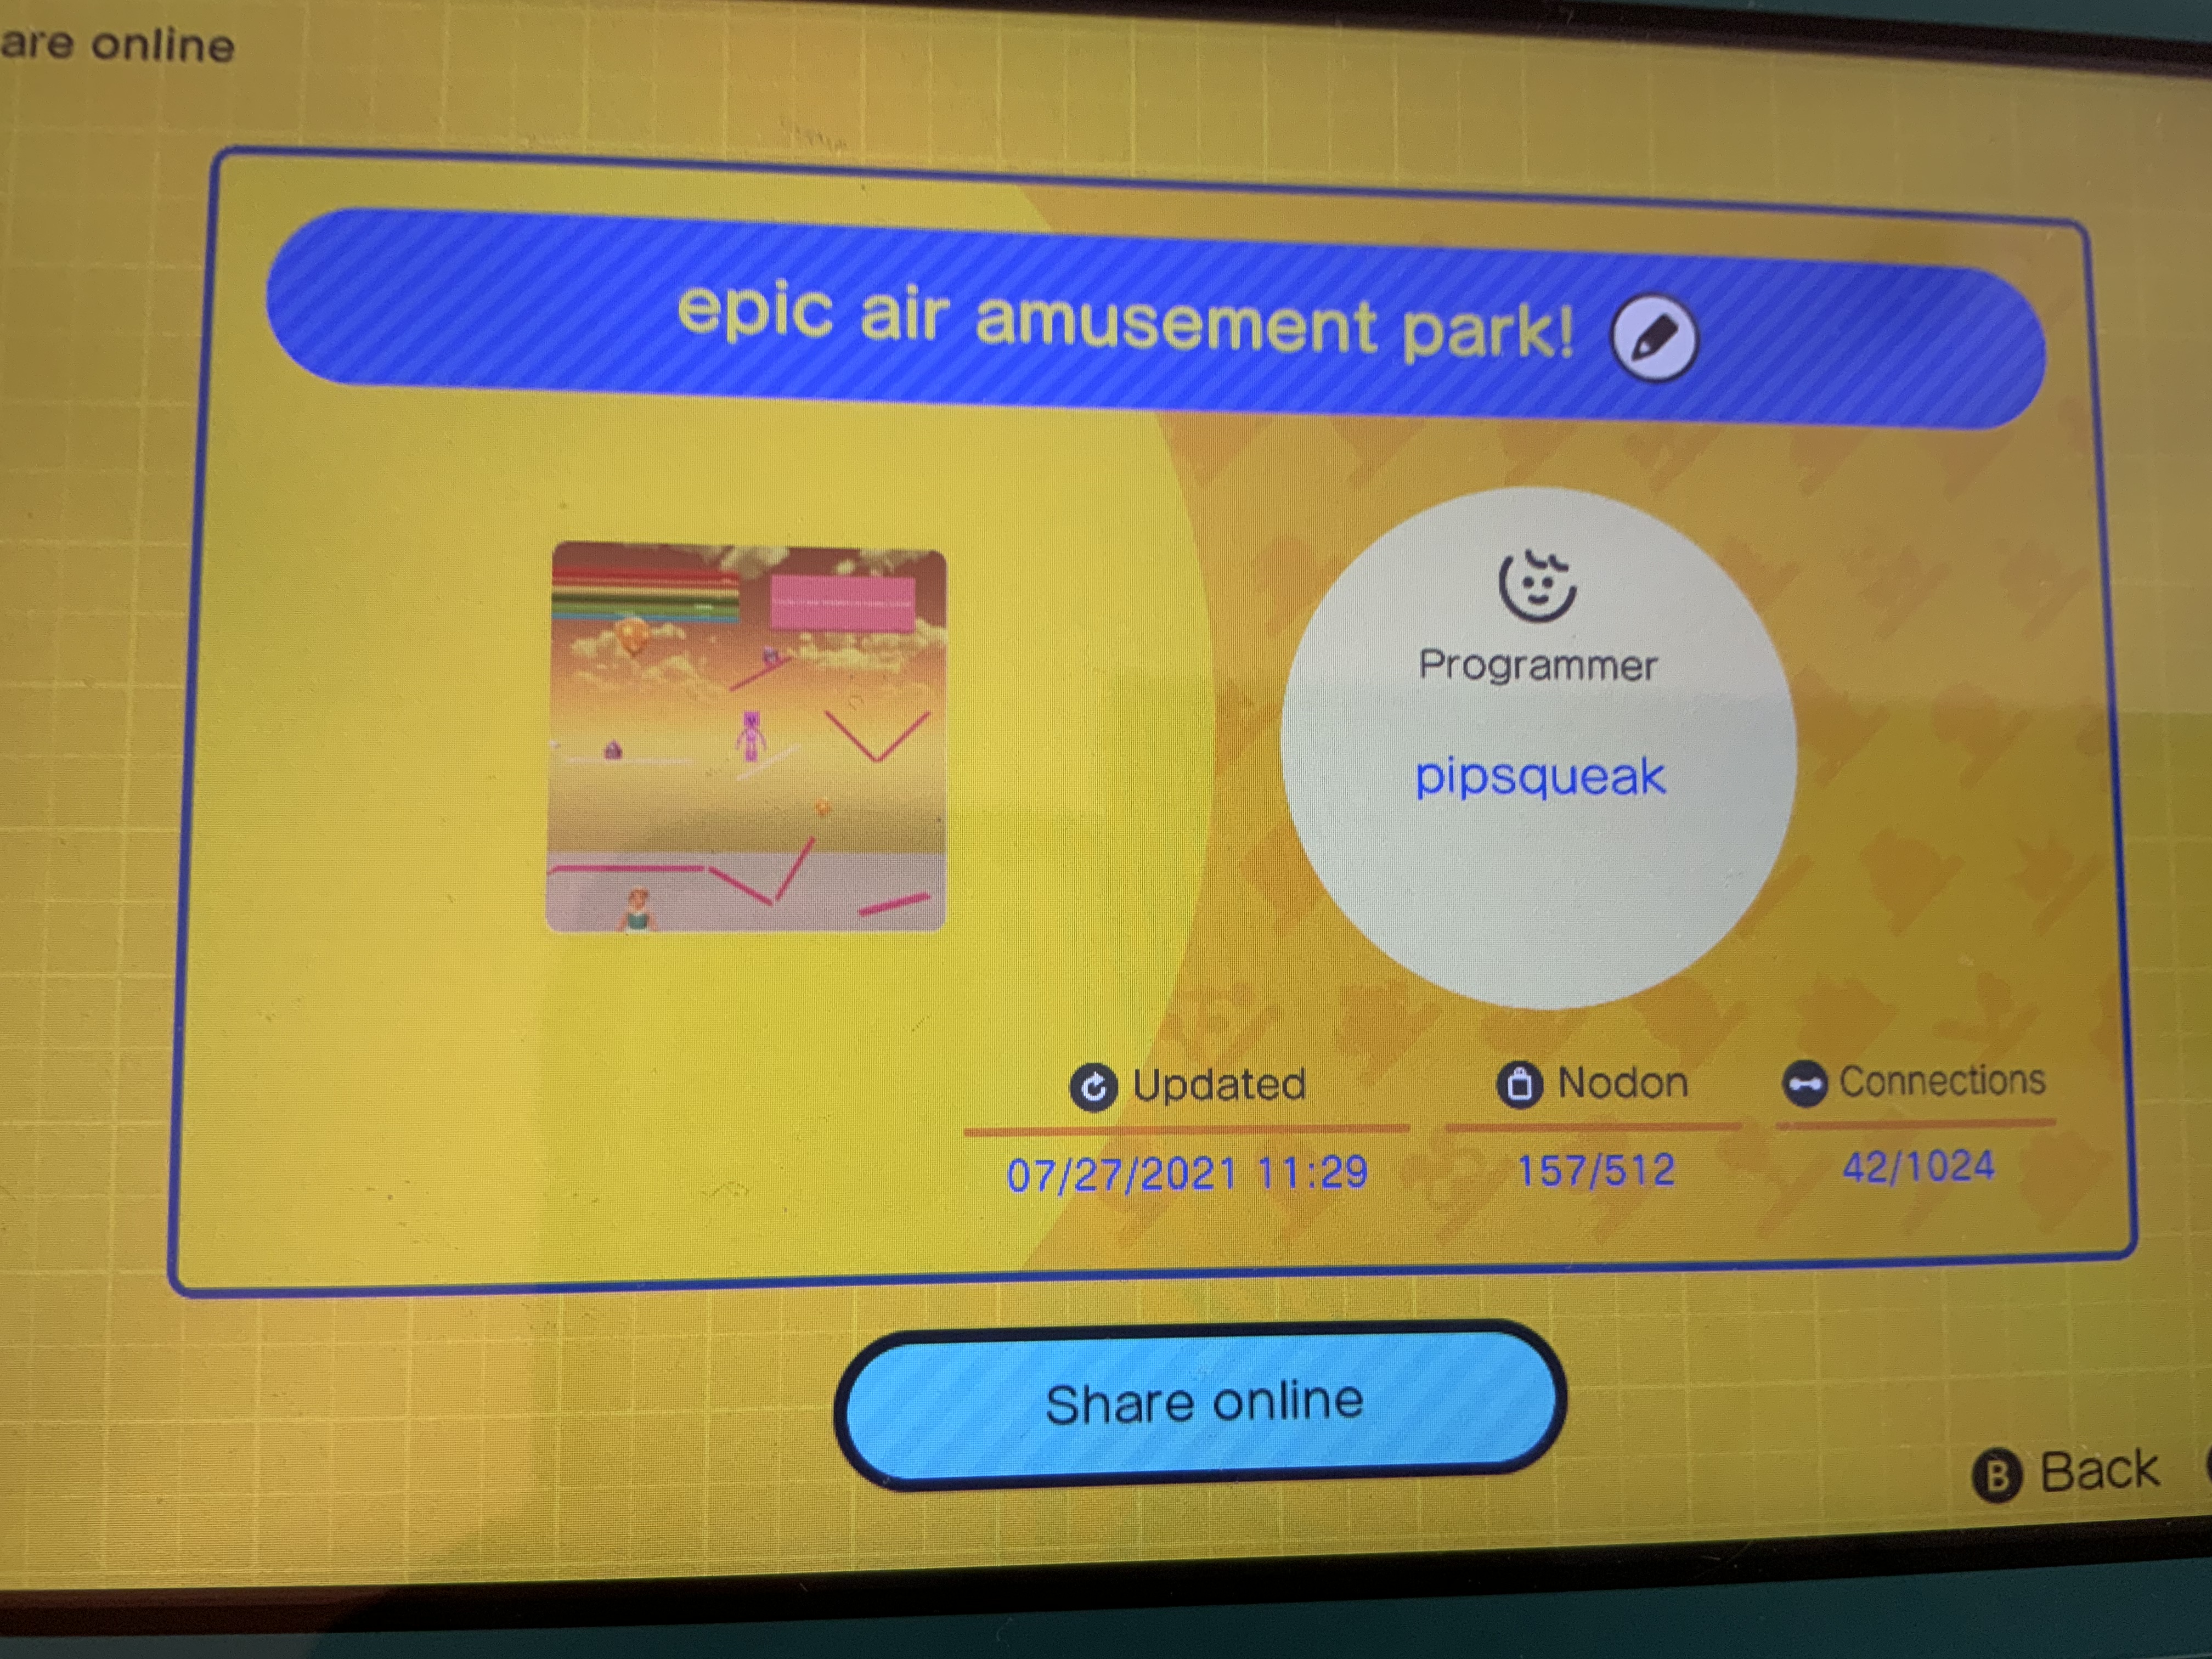 are online
epic air amusement park!
Programmer
pipsqueak
Updated
Nodon
Connections
07/27/2021 11:29
157/512
42/1024
Share online
B Back